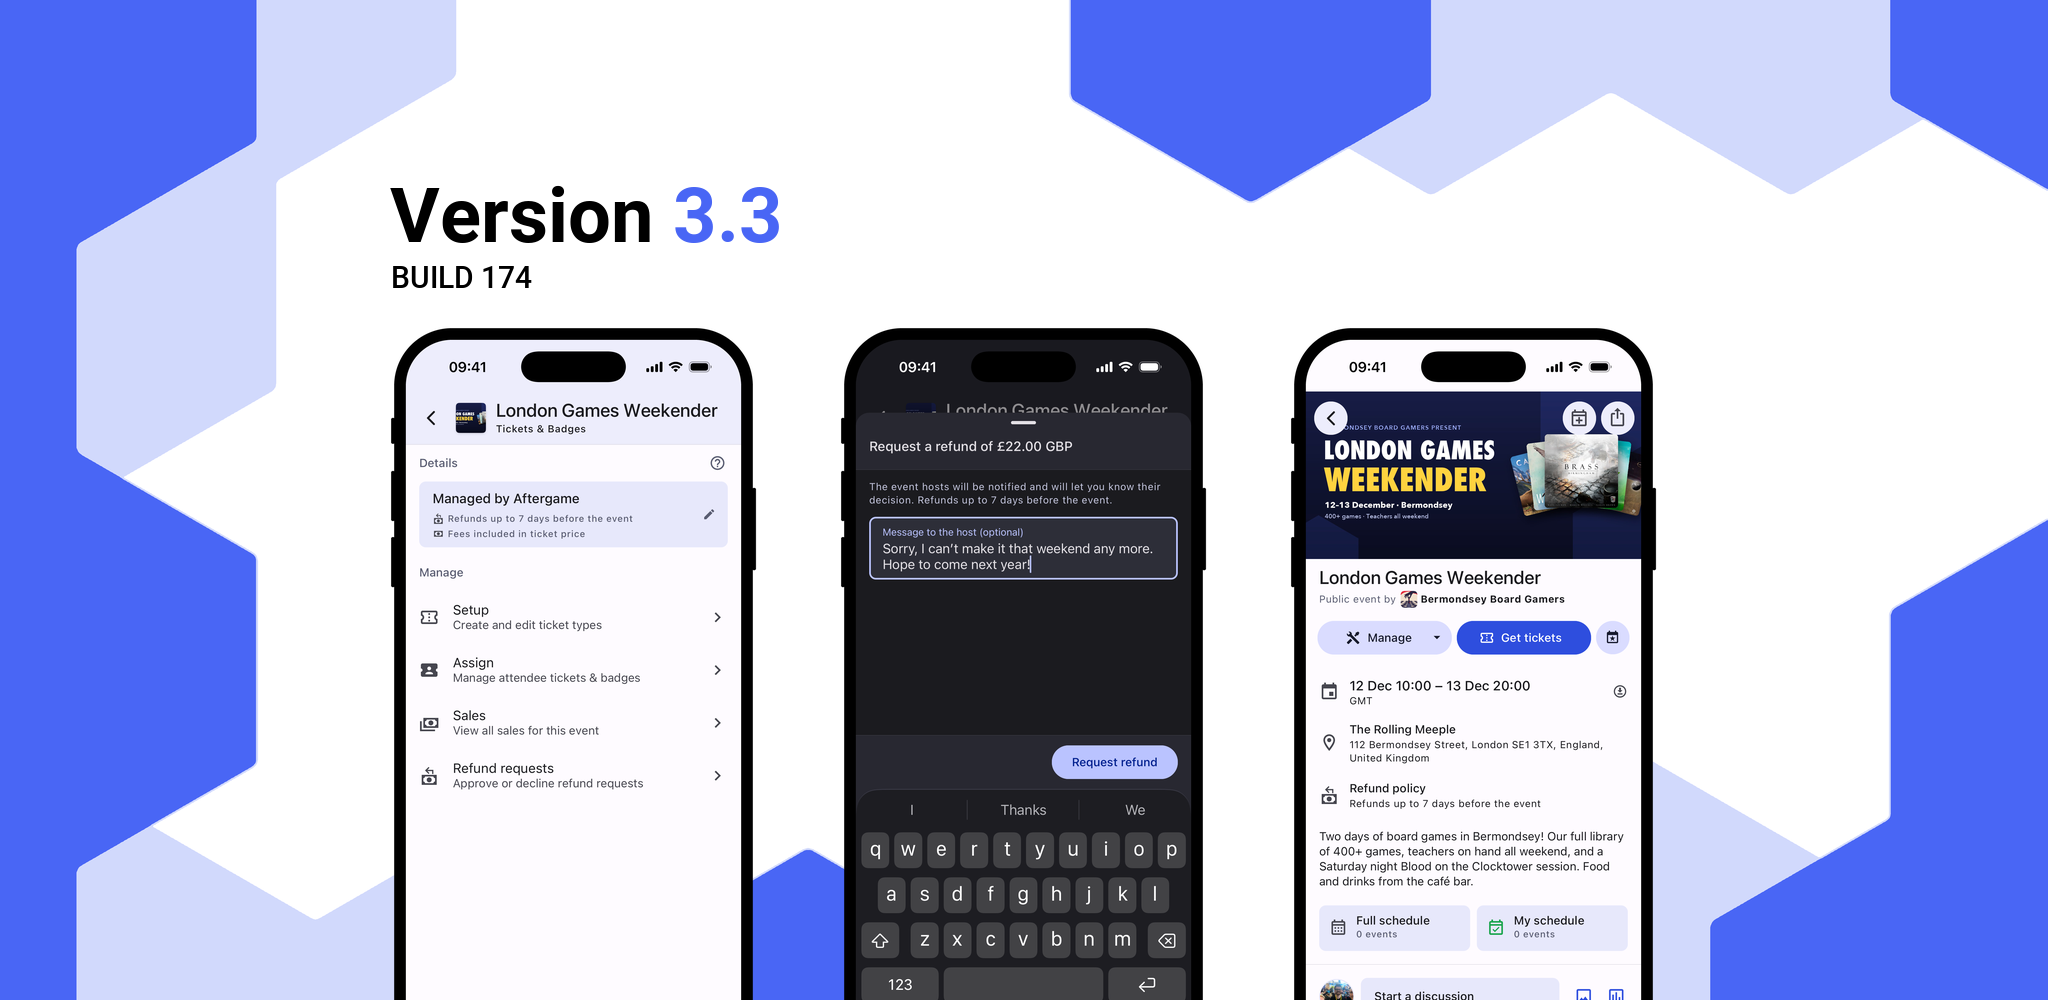 Version 3.3
BUILD 174
09:41
London Games Weekender
Tickets & Badges
Details
Managed by Aftergame
Refunds up to 7 days before the event
Fees included in ticket price
Manage
Setup
Create and edit ticket types
Assign
Manage attendee tickets & badges
Sales
View all sales for this event
Refund requests
Approve or decline refund requests
09:41
London Games Weekender
Request a refund of £22.00 GBP
The event hosts will be notified and will let you know their
decision. Refunds up to 7 days before the event.
Message to the host (optional)
Sorry, I can't make it that weekend any more.
Hope to come next year!
Request refund
I Thanks We
q w e r t y u i o p
a s d f g h j k l
z x c v b n m
123
09:41
ONDSEY BOARD GAMERS PRESENT
LONDON GAMES
WEEKENDER
12-13 December · Bermondsey
400+ games · Teachers all weekend
BRASS
London Games Weekender
Public event by Bermondsey Board Gamers
Manage Get tickets
12 Dec 10:00 – 13 Dec 20:00
GMT
The Rolling Meeple
112 Bermondsey Street, London SE1 3TX, England,
United Kingdom
Refund policy
Refunds up to 7 days before the event
Two days of board games in Bermondsey! Our full library
of 400+ games, teachers on hand all weekend, and a
Saturday night Blood on the Clocktower session. Food
and drinks from the café bar.
Full schedule
0 events
My schedule
0 events
Start a discussion